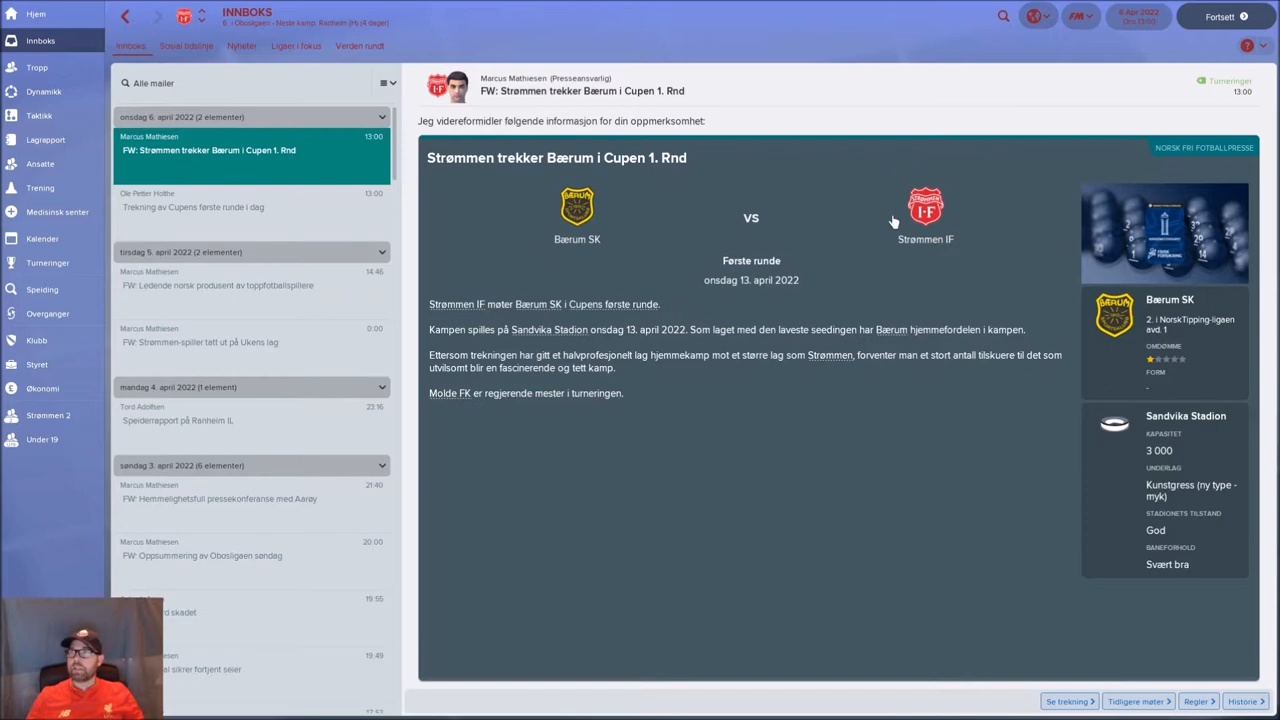 Hjem
Innboks
Tropp
Dynamikk
Taktikk
Lagrapport
Ansatte
Trening
Medisinsk senter
Kalender
Turneringer
Speiding
Overganger
Klubb
Styret
Økonomi
Strømmen 2
Under 19
INNBOKS
6. i Obosligaen - Neste kamp, Ranheim (H) (4 dager)
FM
6 Apr 2022
Ons 13:00
Fortsett
Innboks
Sosial tidslinje
Nyheter
Ligaer i fokus
Verden rundt
?
Alle mailer
onsdag 6. april 2022 (2 elementer)
Marcus Mathiesen 13:00
FW: Strømmen trekker Bærum i Cupen 1. Rnd
Ole Petter Holthe 13:00
Trekning av Cupens første runde i dag
tirsdag 5. april 2022 (2 elementer)
Marcus Mathiesen 14:46
FW: Ledende norsk produsent av toppfotballspillere
Marcus Mathiesen 0:00
FW: Strømmen-spiller tatt ut på Ukens lag
mandag 4. april 2022 (1 element)
Tord Adolfsen 23:16
Speiderrapport på Ranheim IL
søndag 3. april 2022 (6 elementer)
Marcus Mathiesen 21:40
FW: Hemmelighetsfull pressekonferanse med Aarøy
Marcus Mathiesen 20:00
FW: Oppsummering av Obosligaen søndag
19:55
skadet
19:49
sikrer fortjent seier
17:53
Marcus Mathiesen (Presseansvarlig)
FW: Strømmen trekker Bærum i Cupen 1. Rnd
Turneringer
13:00
Jeg videreformidler følgende informasjon for din oppmerksomhet:
NORSK FRI FOTBALLPRESSE
Strømmen trekker Bærum i Cupen 1. Rnd
BÆRUM
VS
STRØMMEN
I·F
Bærum SK
Strømmen IF
Første runde
onsdag 13. april 2022
Strømmen IF møter Bærum SK i Cupens første runde.
Kampen spilles på Sandvika Stadion onsdag 13. april 2022. Som laget med den laveste seedingen har Bærum hjemmefordelen i kampen.
Ettersom trekningen har gitt et halvprofesjonelt lag hjemmekamp mot et større lag som Strømmen, forventer man et stort antall tilskuere til det som
utvilsomt blir en fascinerende og tett kamp.
Molde FK er regjerende mester i turneringen.
Bærum SK
2. i NorskTipping-ligaen
avd. 1
OMDØMME
FORM
-
Sandvika Stadion
KAPASITET
3 000
UNDERLAG
Kunstgress (ny type -
myk)
STADIONETS TILSTAND
God
BANEFORHOLD
Svært bra
Se trekning
Tidligere møter
Regler
Historie